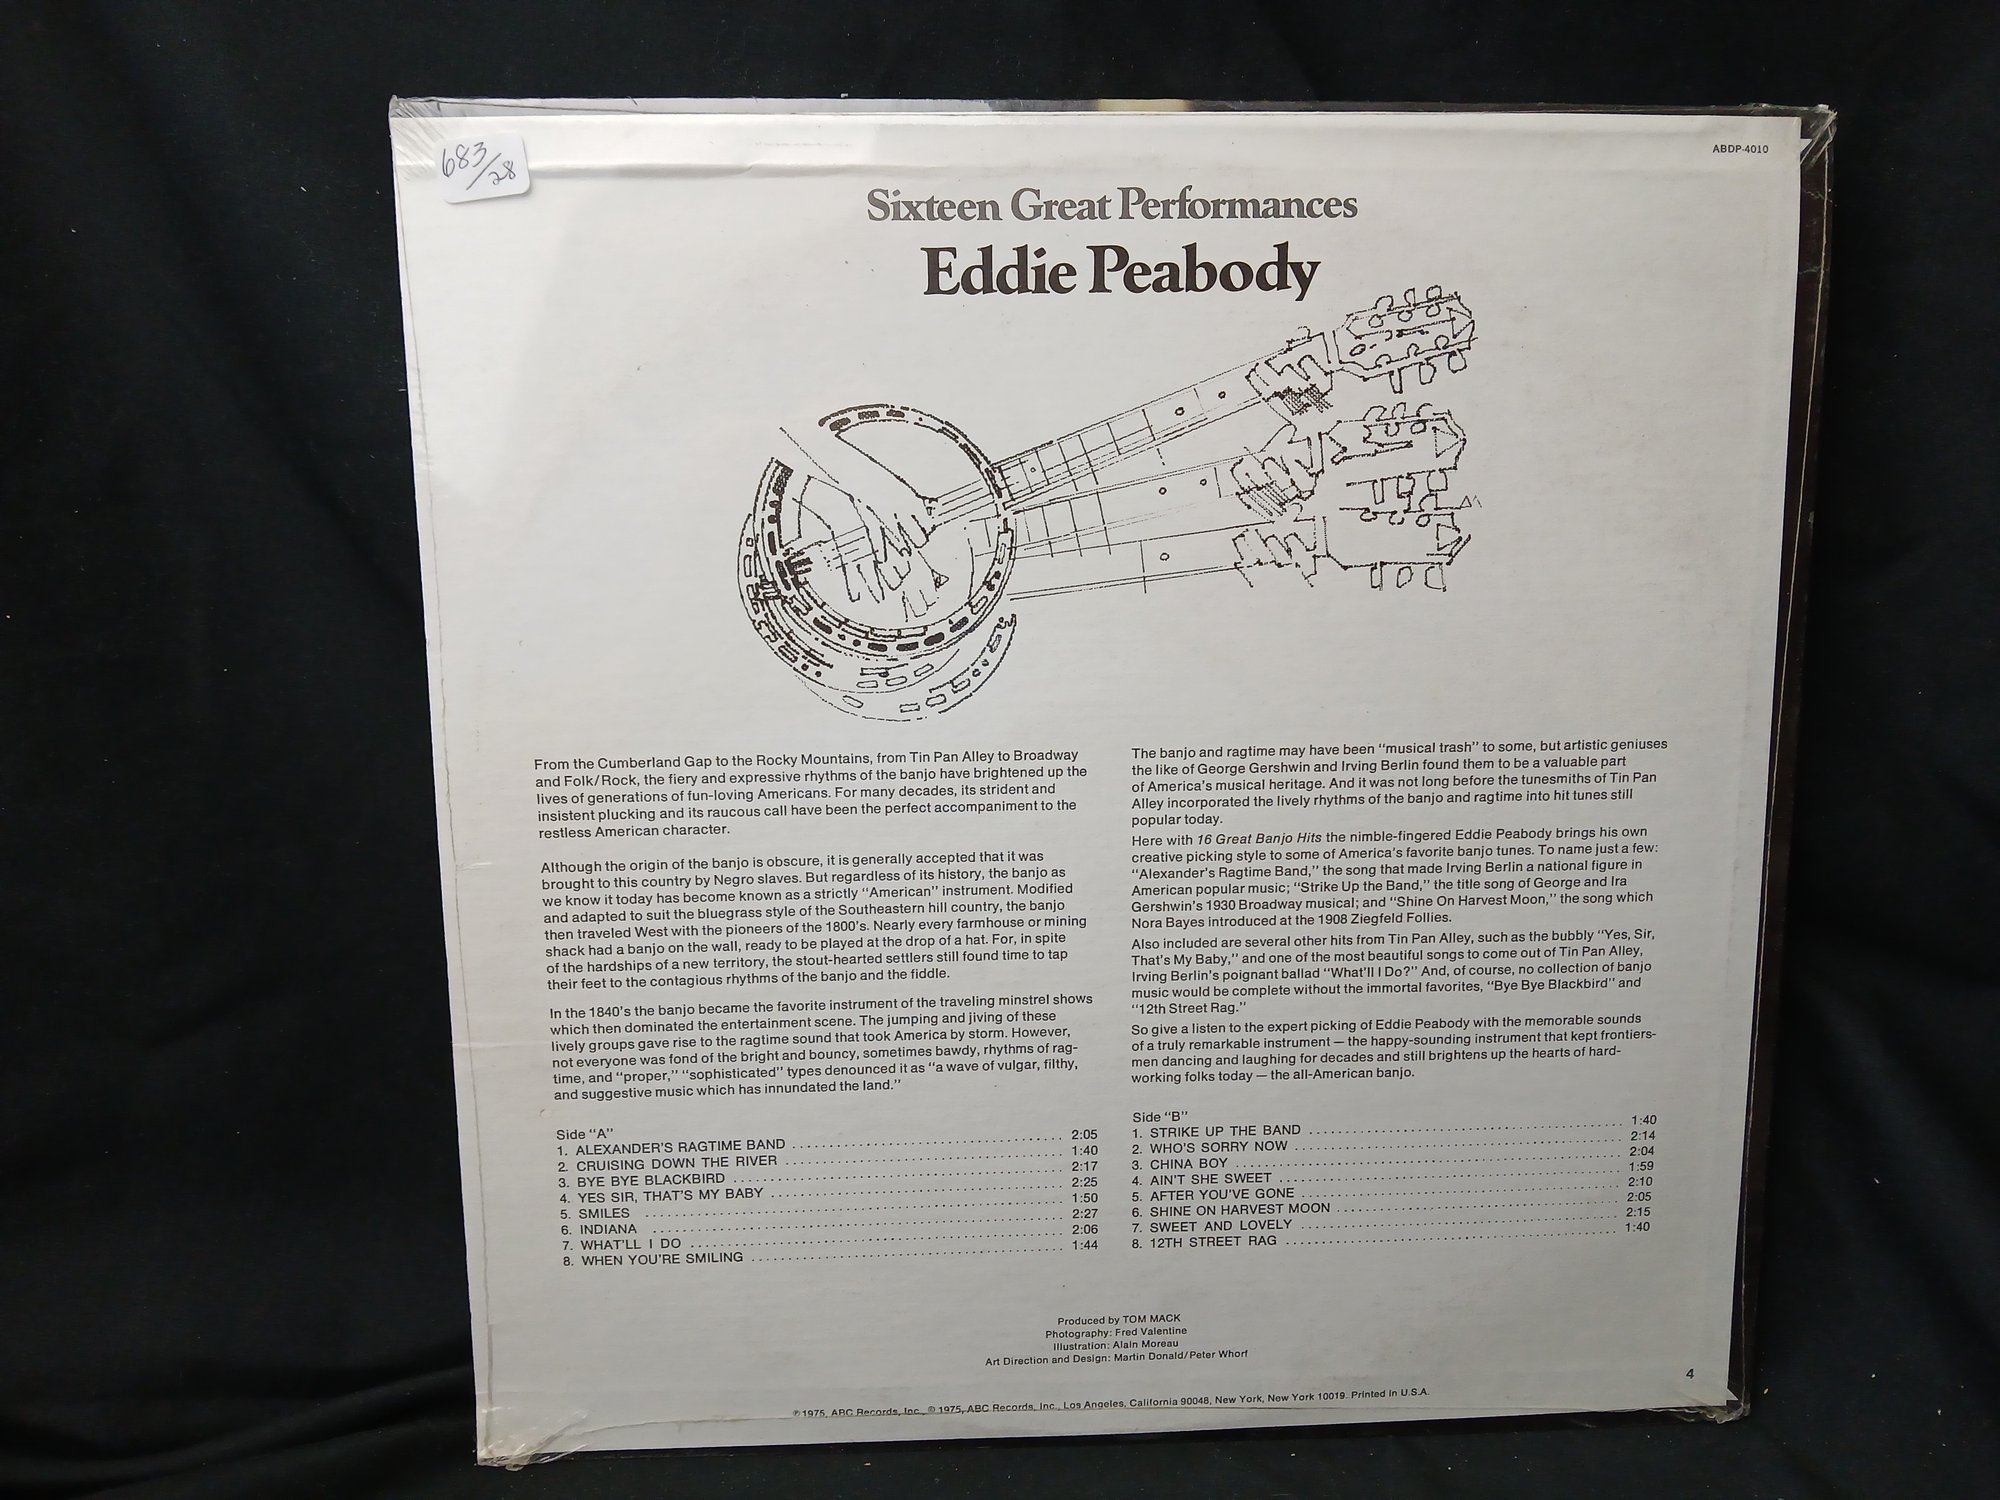 683/28
ABDP-4010
Sixteen Great Performances
Eddie Peabody
From the Cumberland Gap to the Rocky Mountains, from Tin Pan Alley to Broadway
and Folk/Rock, the fiery and expressive rhythms of the banjo have brightened up the
lives of generations of fun-loving Americans. For many decades, its strident and
insistent plucking and its raucous call have been the perfect accompaniment to the
restless American character.
Although the origin of the banjo is obscure, it is generally accepted that it was
brought to this country by Negro slaves. But regardless of its history, the banjo as
we know it today has become known as a strictly "American" instrument. Modified
and adapted to suit the bluegrass style of the Southeastern hill country, the banjo
then traveled West with the pioneers of the 1800's. Nearly every farmhouse or mining
shack had a banjo on the wall, ready to be played at the drop of a hat. For, in spite
of the hardships of a new territory, the stout-hearted settlers still found time to tap
their feet to the contagious rhythms of the banjo and the fiddle.
In the 1840's the banjo became the favorite instrument of the traveling minstrel shows
which then dominated the entertainment scene. The jumping and jiving of these
lively groups gave rise to the ragtime sound that took America by storm. However,
not everyone was fond of the bright and bouncy, sometimes bawdy, rhythms of rag-
time, and "proper," "sophisticated" types denounced it as "a wave of vulgar, filthy,
and suggestive music which has innundated the land."
The banjo and ragtime may have been "musical trash" to some, but artistic geniuses
the like of George Gershwin and Irving Berlin found them to be a valuable part
of America's musical heritage. And it was not long before the tunesmiths of Tin Pan
Alley incorporated the lively rhythms of the banjo and ragtime into hit tunes still
popular today.
Here with 16 Great Banjo Hits the nimble-fingered Eddie Peabody brings his own
creative picking style to some of America's favorite banjo tunes. To name just a few:
"Alexander's Ragtime Band," the song that made Irving Berlin a national figure in
American popular music; "Strike Up the Band," the title song of George and Ira
Gershwin's 1930 Broadway musical; and "Shine On Harvest Moon," the song which
Nora Bayes introduced at the 1908 Ziegfeld Follies.
Also included are several other hits from Tin Pan Alley, such as the bubbly "Yes, Sir,
That's My Baby," and one of the most beautiful songs to come out of Tin Pan Alley,
Irving Berlin's poignant ballad "What'll I Do?" And, of course, no collection of banjo
music would be complete without the immortal favorites, "Bye Bye Blackbird" and
"12th Street Rag."
So give a listen to the expert picking of Eddie Peabody with the memorable sounds
of a truly remarkable instrument — the happy-sounding instrument that kept frontiers-
men dancing and laughing for decades and still brightens up the hearts of hard-
working folks today — the all-American banjo.
Side "A"
1. ALEXANDER'S RAGTIME BAND 2:05
2. CRUISING DOWN THE RIVER 1:40
3. BYE BYE BLACKBIRD 2:17
4. YES SIR, THAT'S MY BABY 2:25
5. SMILES 1:50
6. INDIANA 2:27
7. WHAT'LL I DO 2:06
8. WHEN YOU'RE SMILING 1:44
Side "B"
1. STRIKE UP THE BAND 1:40
2. WHO'S SORRY NOW 2:14
3. CHINA BOY 2:04
4. AIN'T SHE SWEET 1:59
5. AFTER YOU'VE GONE 2:10
6. SHINE ON HARVEST MOON 2:05
7. SWEET AND LOVELY 2:15
8. 12TH STREET RAG 1:40
Produced by TOM MACK
Photography: Fred Valentine
Illustration: Alain Moreau
Art Direction and Design: Martin Donald/Peter Whorf
4
℗ 1975, ABC Records, Inc., © 1975, ABC Records, Inc., Los Angeles, California 90048, New York, New York 10019. Printed in U.S.A.